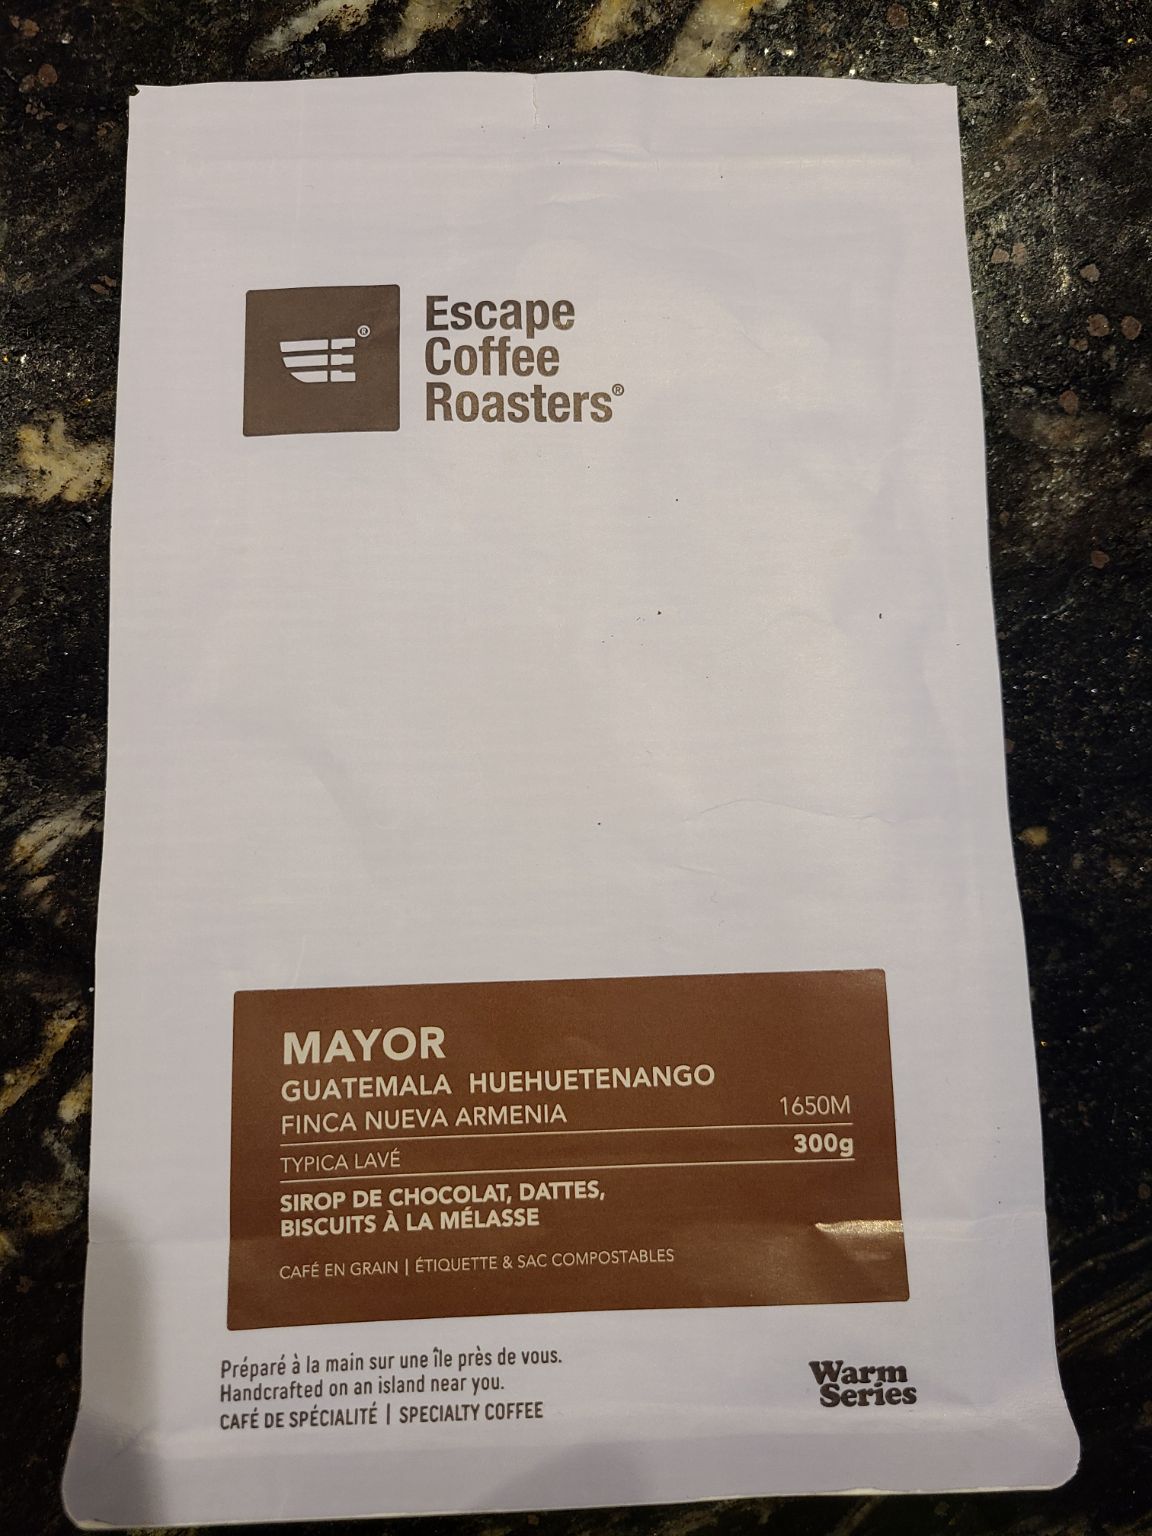 Escape
Coffee
Roasters®
®
MAYOR
GUATEMALA HUEHUETENANGO
FINCA NUEVA ARMENIA 1650M
TYPICA LAVÉ 300g
SIROP DE CHOCOLAT, DATTES,
BISCUITS À LA MÉLASSE
CAFÉ EN GRAIN | ÉTIQUETTE & SAC COMPOSTABLES
Préparé à la main sur une île près de vous.
Handcrafted on an island near you.
CAFÉ DE SPÉCIALITÉ | SPECIALTY COFFEE
Warm
Series